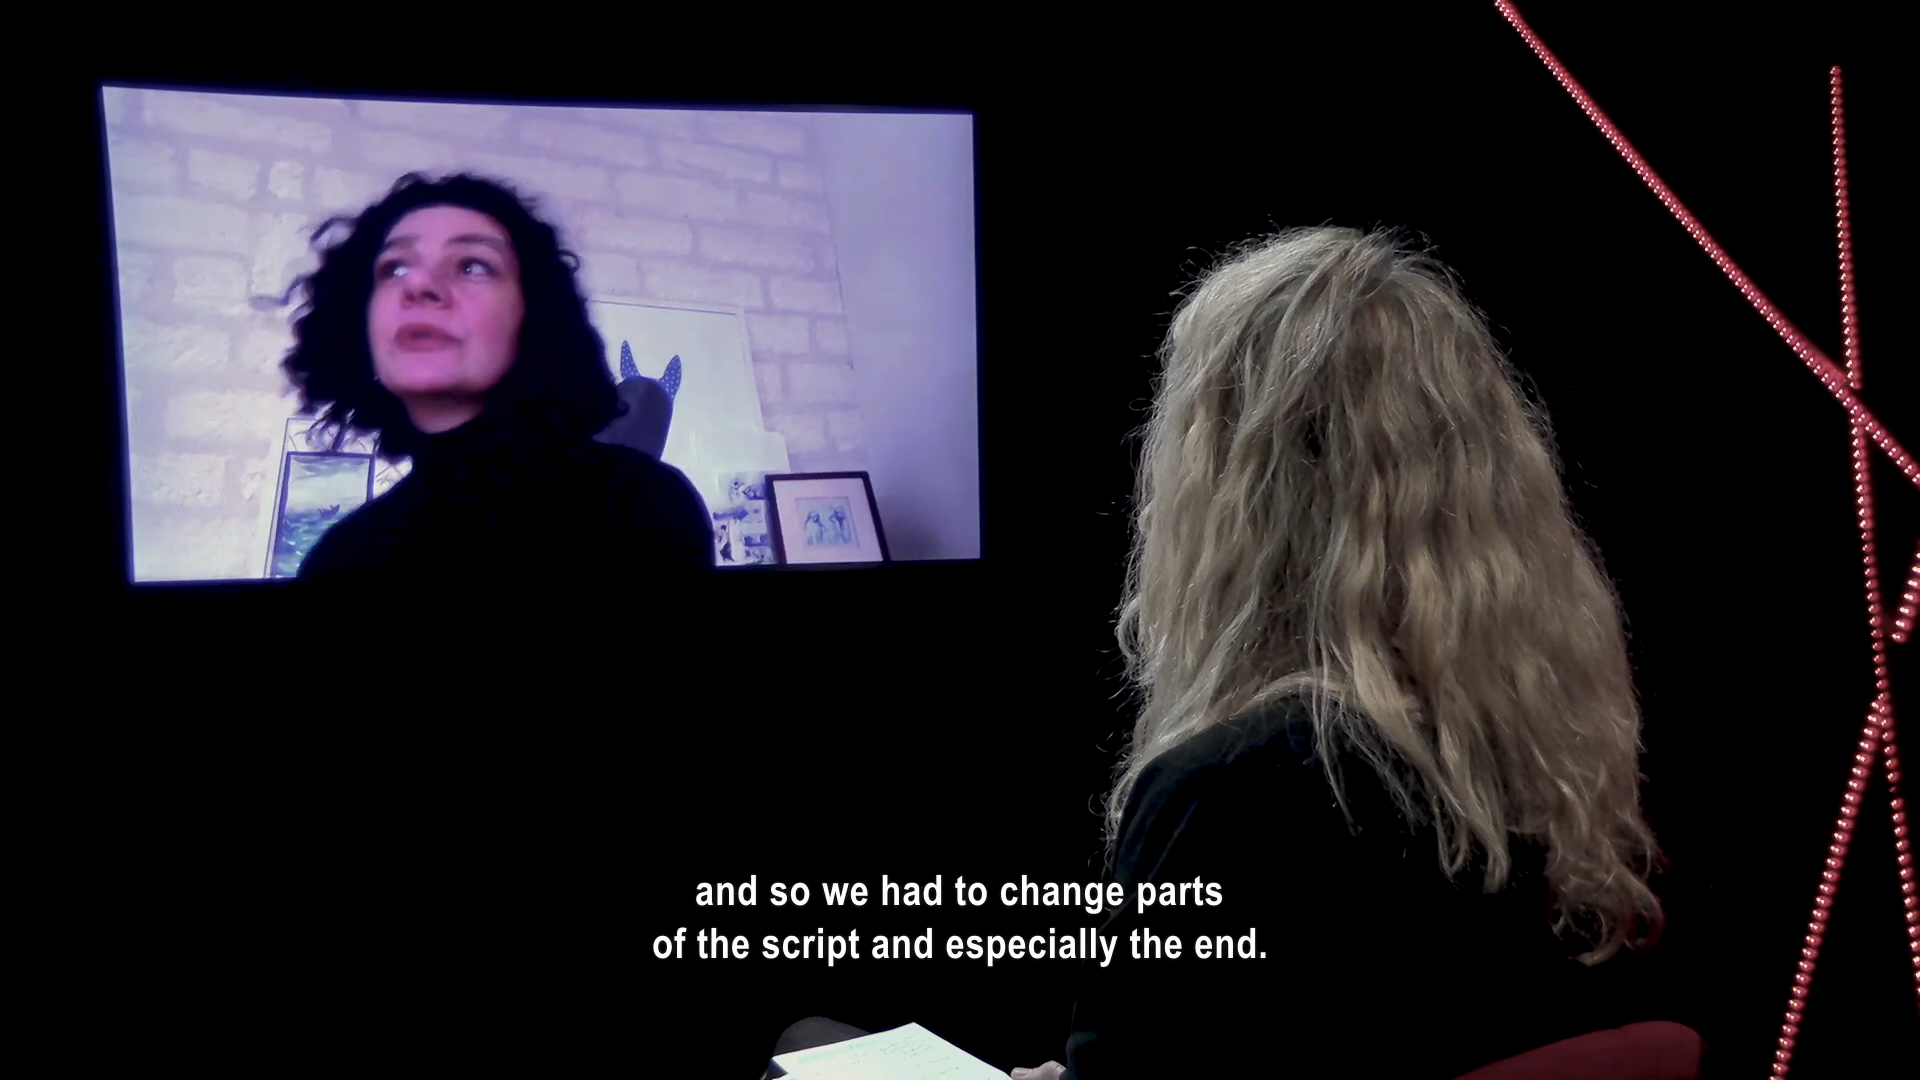 and so we had to change parts
of the script and especially the end.